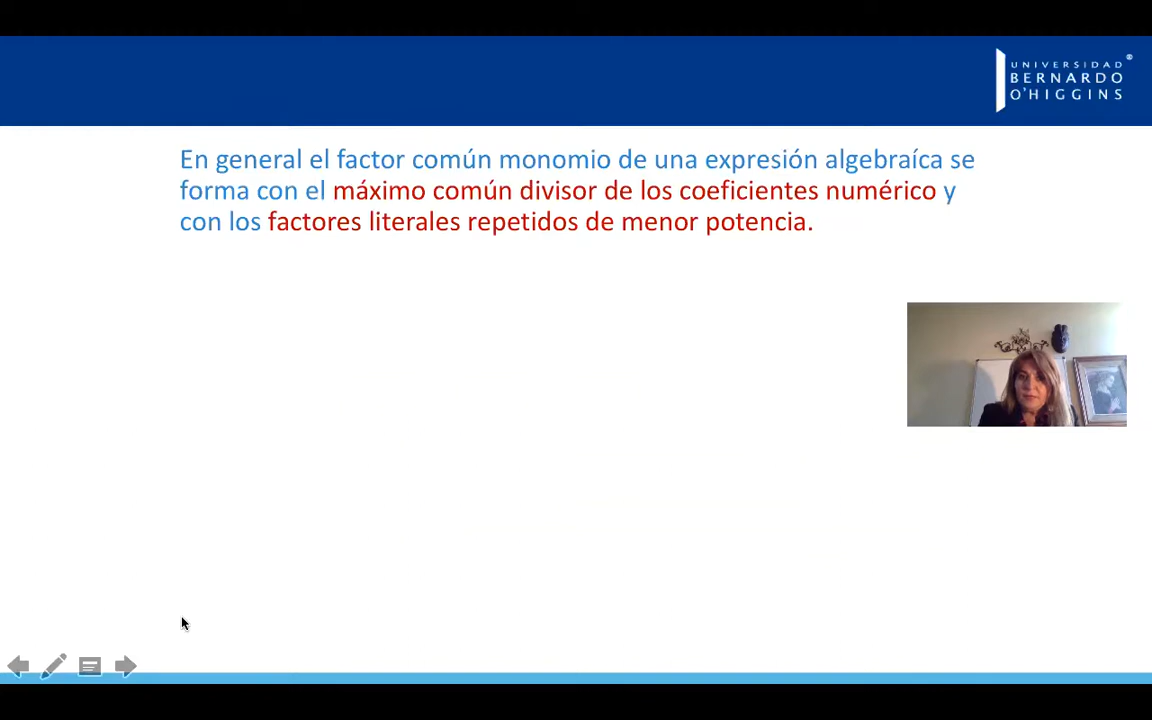 UNIVERSIDAD
BERNARDO
O'HIGGINS
En general el factor común monomio de una expresión algebraíca se
forma con el máximo común divisor de los coeficientes numérico y
con los factores literales repetidos de menor potencia.